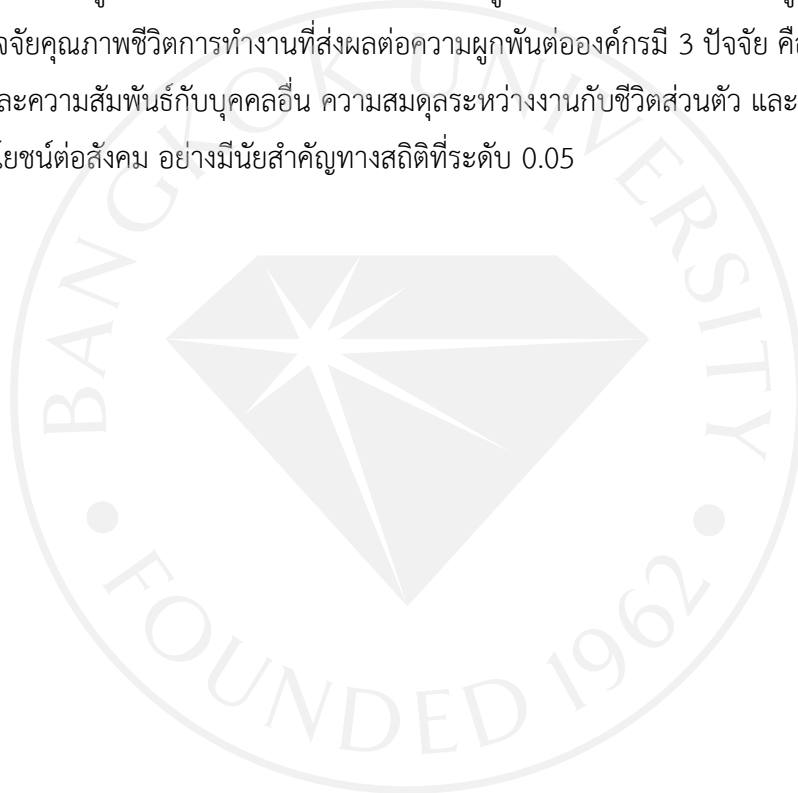 จจัยคุณภาพชีวิตการทำงานที่ส่งผลต่อความผูกพันต่อองค์กรมี 3 ปัจจัย คือ
ละความสัมพันธ์กับบุคคลอื่น ความสมดุลระหว่างงานกับชีวิตส่วนตัว และ
โยชน์ต่อสังคม อย่างมีนัยสำคัญทางสถิติที่ระดับ 0.05
BANGKOK UNIVERSITY
FOUNDED 1962